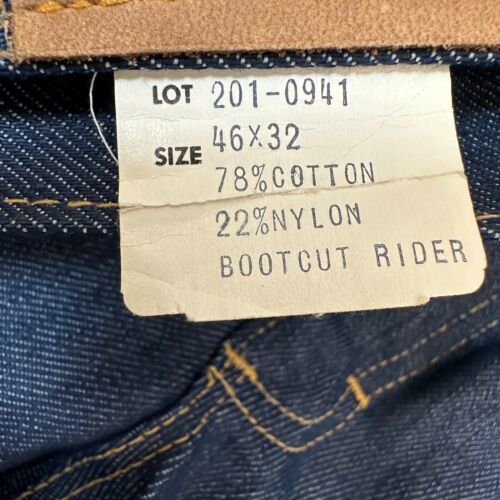 LOT 201-0941
SIZE 46X32
78%COTTON
22%NYLON
BOOTCUT RIDER